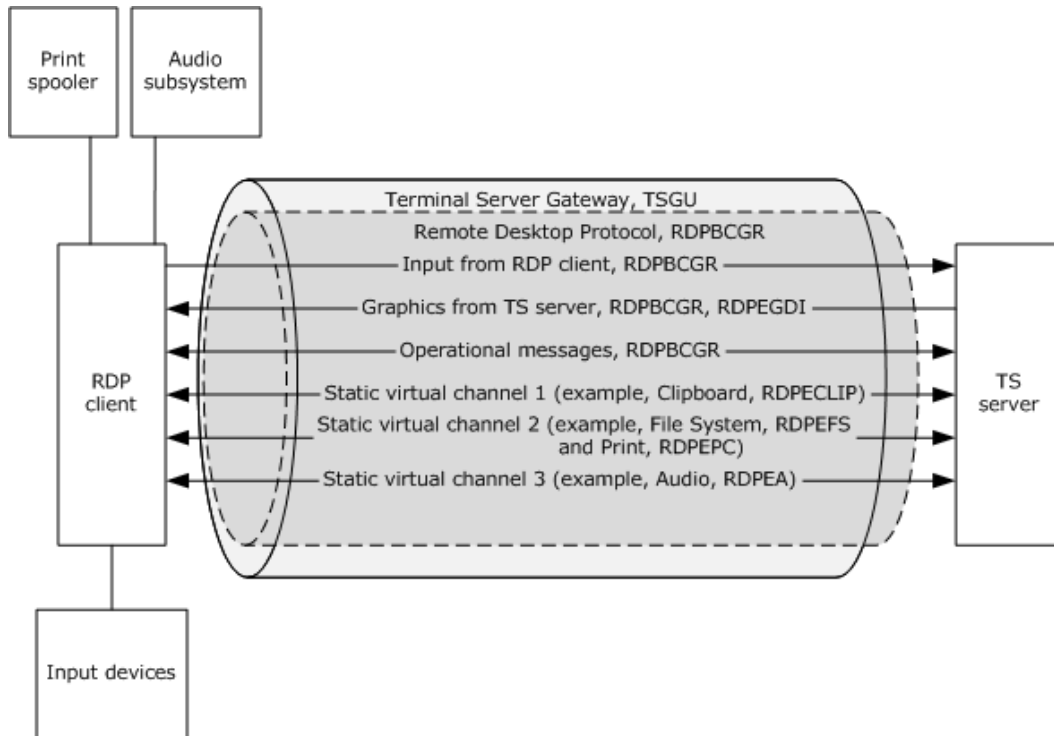 Print
spooler
Audio
subsystem
Terminal Server Gateway, TSGU
Remote Desktop Protocol, RDPBCGR
Input from RDP client, RDPBCGR
Graphics from TS server, RDPBCGR, RDPEGDI
Operational messages, RDPBCGR
RDP
client
Static virtual channel 1 (example, Clipboard, RDPECLIP)
Static virtual channel 2 (example, File System, RDPEFS
and Print, RDPEPC)
Static virtual channel 3 (example, Audio, RDPEA)
TS
server
Input devices